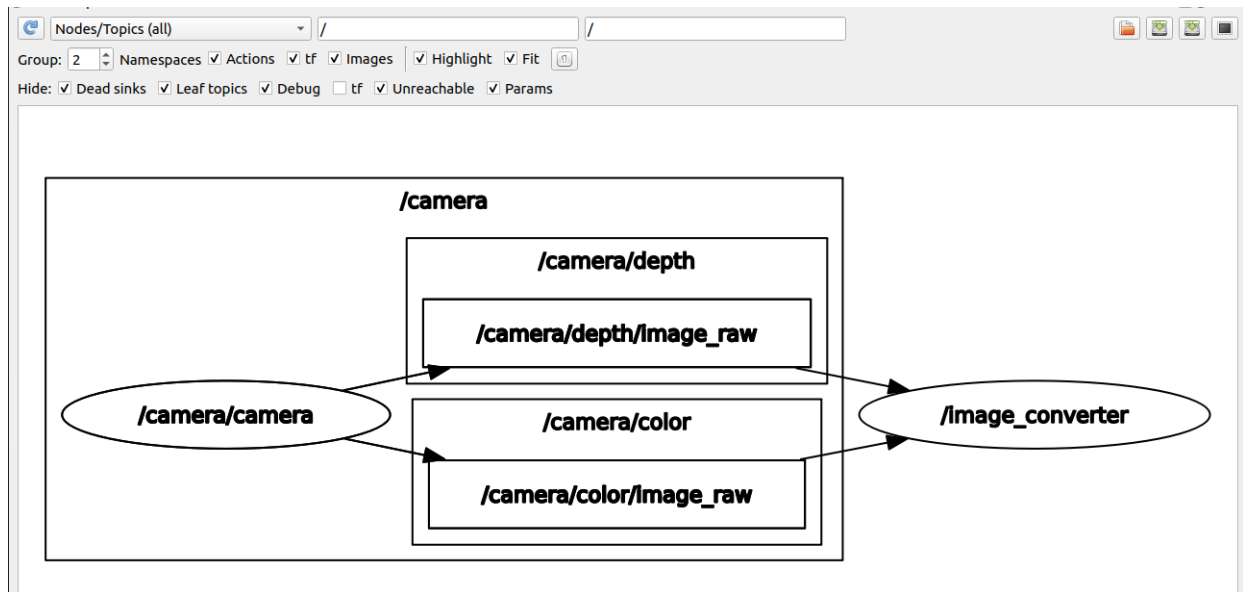 Nodes/Topics (all) / /
Group: 2 Namespaces Actions tf Images Highlight Fit
Hide: Dead sinks Leaf topics Debug tf Unreachable Params
/camera
/camera/depth
/camera/depth/image_raw
/camera/camera
/camera/color
/image_converter
/camera/color/image_raw